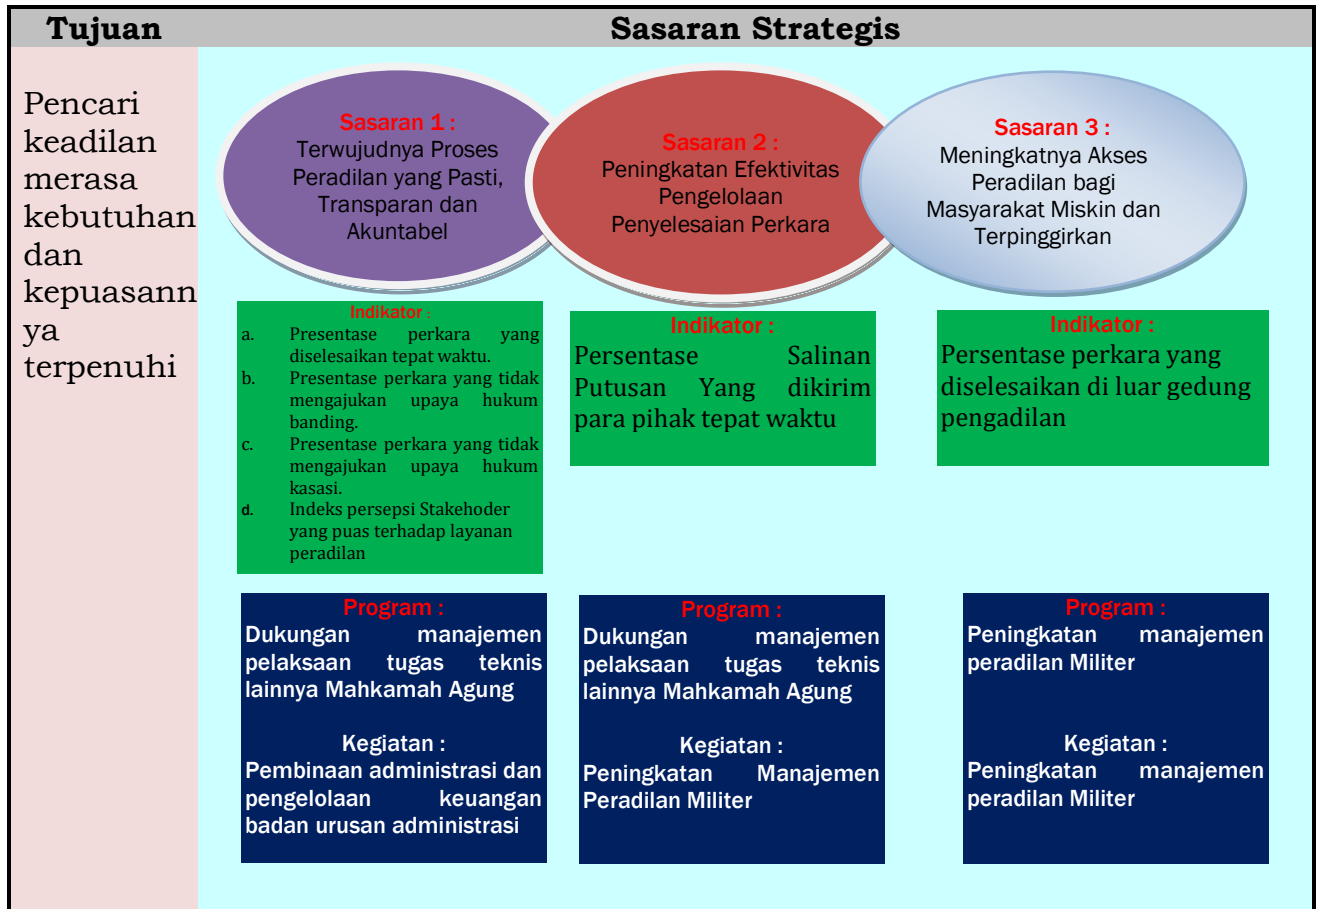 Tujuan
Sasaran Strategis
Pencari
keadilan
merasa
kebutuhan
dan
kepuasann
ya
terpenuhi
Sasaran 1 :
Terwujudnya Proses
Peradilan yang Pasti,
Transparan dan
Akuntabel
Sasaran 2 :
Peningkatan Efektivitas
Pengelolaan
Penyelesaian Perkara
Sasaran 3 :
Meningkatnya Akses
Peradilan bagi
Masyarakat Miskin dan
Terpinggirkan
Indikator :
a. Presentase perkara yang
diselesaikan tepat waktu.
b. Presentase perkara yang tidak
mengajukan upaya hukum
banding.
c. Presentase perkara yang tidak
mengajukan upaya hukum
kasasi.
d. Indeks persepsi Stakehoder
yang puas terhadap layanan
peradilan
Indikator :
Persentase Salinan
Putusan Yang dikirim
para pihak tepat waktu
Indikator :
Persentase perkara yang
diselesaikan di luar gedung
pengadilan
Program :
Dukungan manajemen
pelaksaan tugas teknis
lainnya Mahkamah Agung
Kegiatan :
Pembinaan administrasi dan
pengelolaan keuangan
badan urusan administrasi
Program :
Dukungan manajemen
pelaksaan tugas teknis
lainnya Mahkamah Agung
Kegiatan :
Peningkatan Manajemen
Peradilan Militer
Program :
Peningkatan manajemen
peradilan Militer
Kegiatan :
Peningkatan manajemen
peradilan Militer